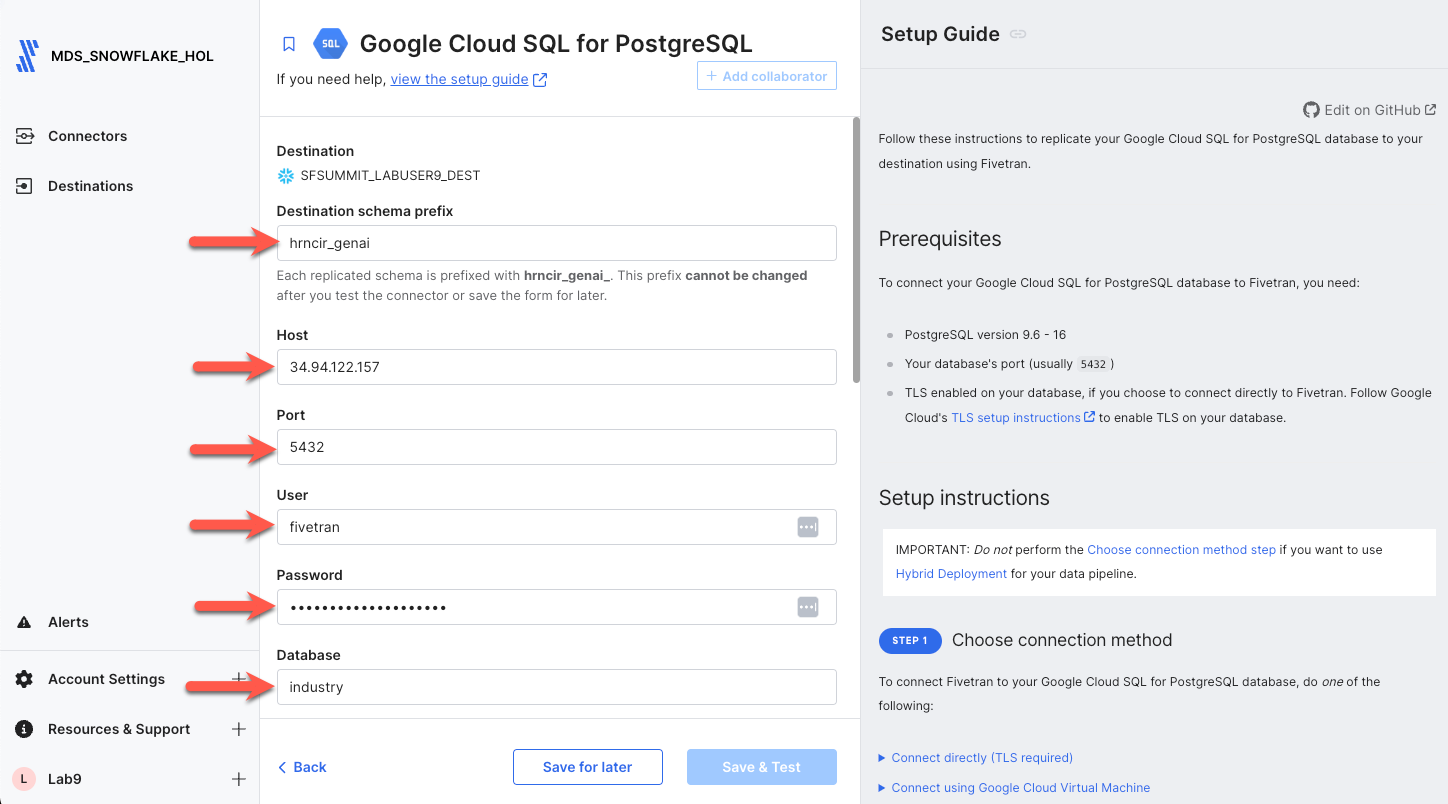 MDS_SNOWFLAKE_HOL
Connectors
Destinations
Alerts
Account Settings
Resources & Support
L
Lab9
SQL
Google Cloud SQL for PostgreSQL
If you need help, view the setup guide
+ Add collaborator
Destination
SFSUMMIT_LABUSER9_DEST
Destination schema prefix
hrncir_genai
Each replicated schema is prefixed with hrncir_genai_. This prefix cannot be changed
after you test the connector or save the form for later.
Host
34.94.122.157
Port
5432
User
fivetran
Password
••••••••••••••••••••
Database
industry
Back
Save for later
Save & Test
Setup Guide
Edit on GitHub
Follow these instructions to replicate your Google Cloud SQL for PostgreSQL database to your
destination using Fivetran.
Prerequisites
To connect your Google Cloud SQL for PostgreSQL database to Fivetran, you need:
PostgreSQL version 9.6 - 16
Your database's port (usually 5432 )
TLS enabled on your database, if you choose to connect directly to Fivetran. Follow Google
Cloud's TLS setup instructions to enable TLS on your database.
Setup instructions
IMPORTANT: Do not perform the Choose connection method step if you want to use
Hybrid Deployment for your data pipeline.
STEP 1 Choose connection method
To connect Fivetran to your Google Cloud SQL for PostgreSQL database, do one of the
following:
Connect directly (TLS required)
Connect using Google Cloud Virtual Machine